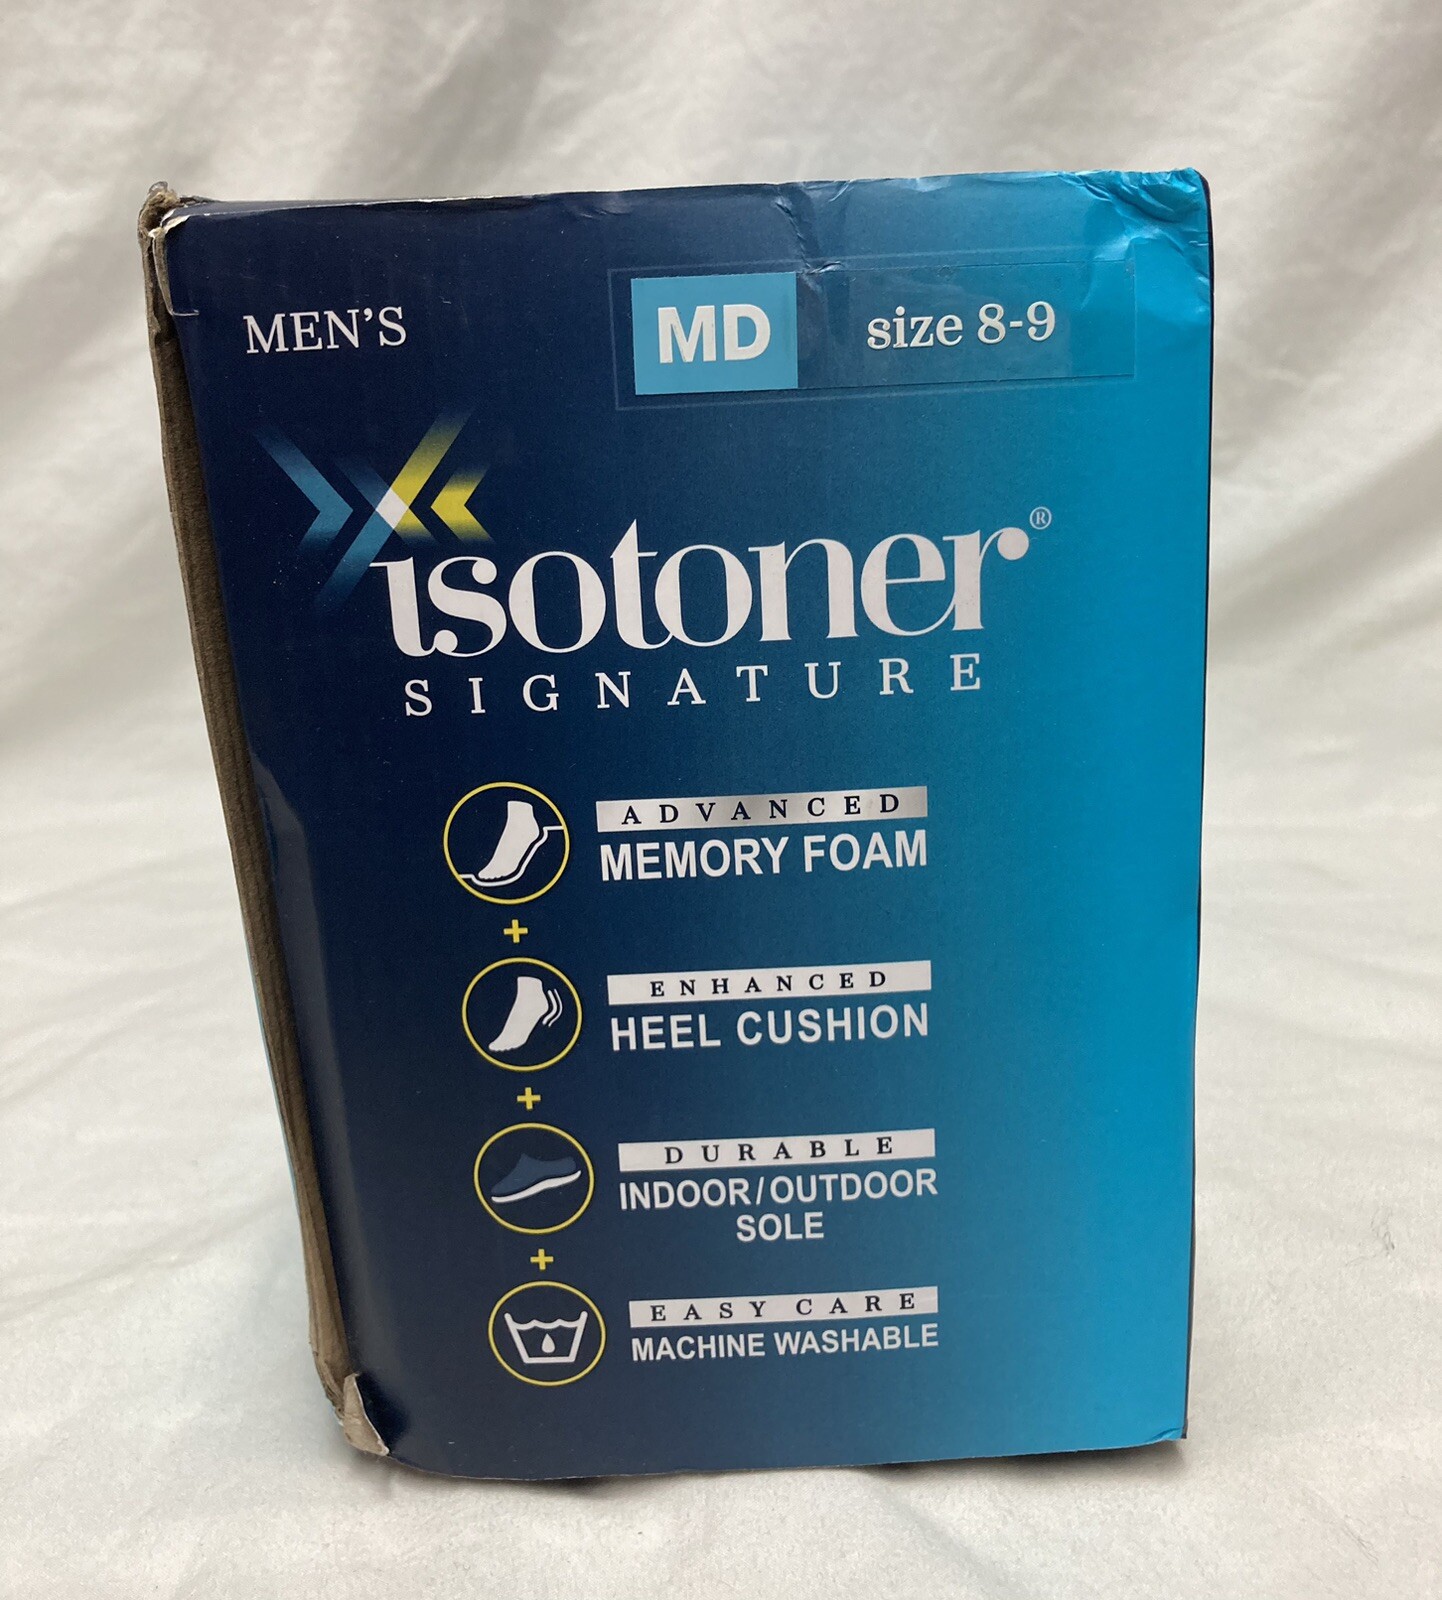 MEN'S
MD size 8-9
isotoner®
SIGNATURE
ADVANCED
MEMORY FOAM
+
ENHANCED
HEEL CUSHION
+
DURABLE
INDOOR/OUTDOOR
SOLE
+
EASY CARE
MACHINE WASHABLE